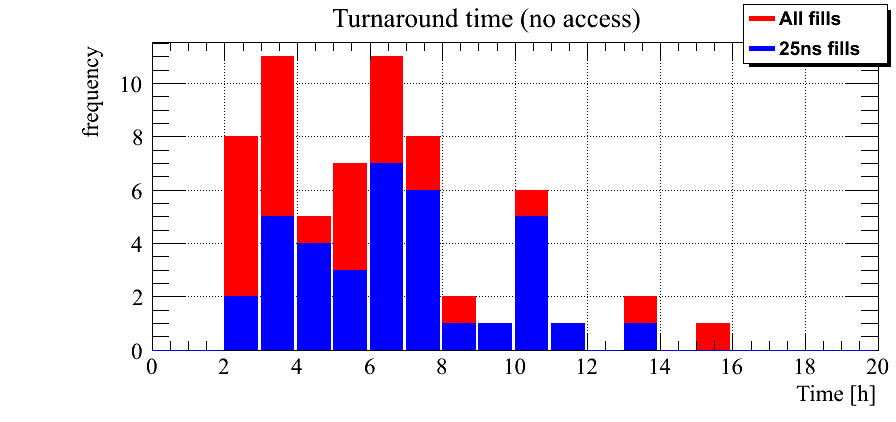 Turnaround time (no access)
All fills
25ns fills
frequency
10
8
6
4
2
0
0 2 4 6 8 10 12 14 16 18 20
Time [h]